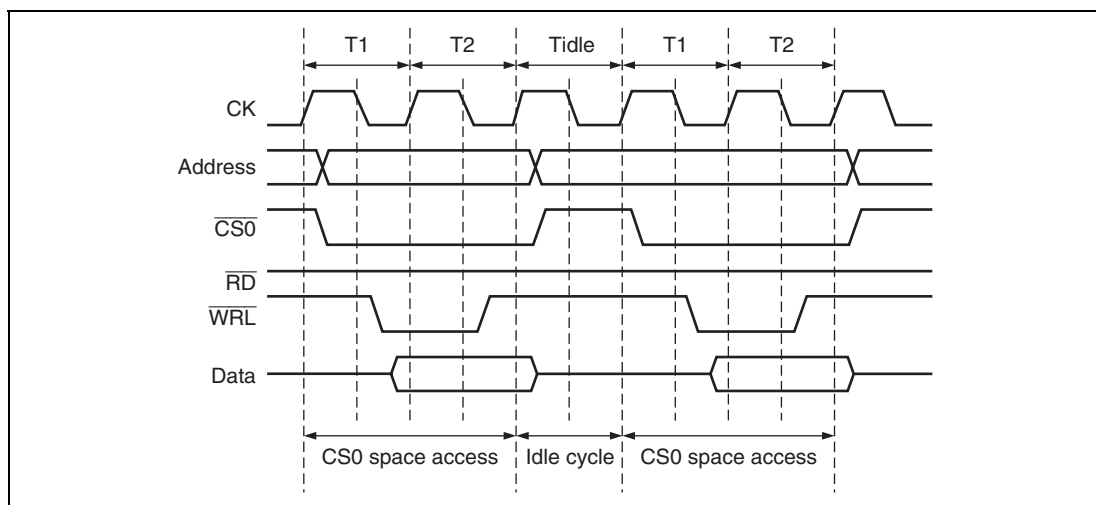 T1 T2 Tidle T1 T2
CK
Address
CS0
RD
WRL
Data
CS0 space access Idle cycle CS0 space access